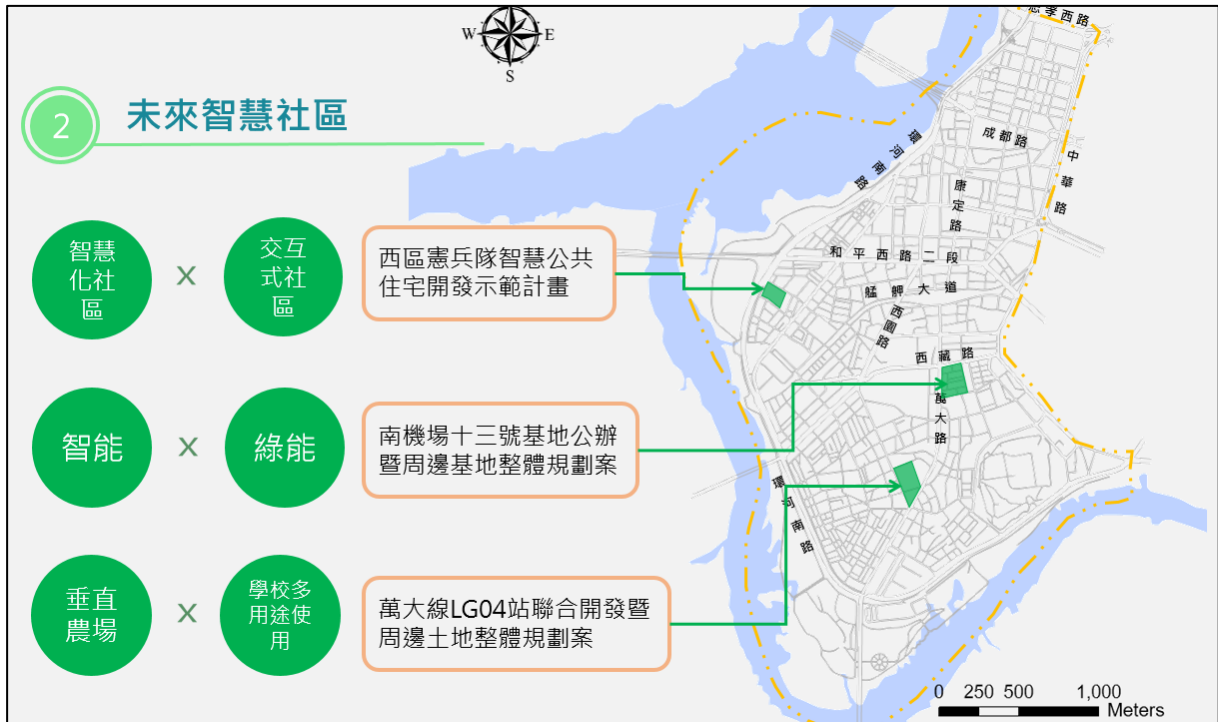 W
E
S
2
未來智慧社區
智慧
化社
區
X
交互
式社
區
西區憲兵隊智慧公共
住宅開發示範計畫
智能
X
綠能
南機場十三號基地公辦
暨周邊基地整體規劃案
垂直
農場
X
學校多
用途使
用
萬大線LG04站聯合開發暨
周邊土地整體規劃案
忠孝西路
成都路
中華路
環河南路
康定路
和平西路二段
艋舺大道
西園路
西藏路
萬大路
環河南路
0 250 500 1,000
Meters